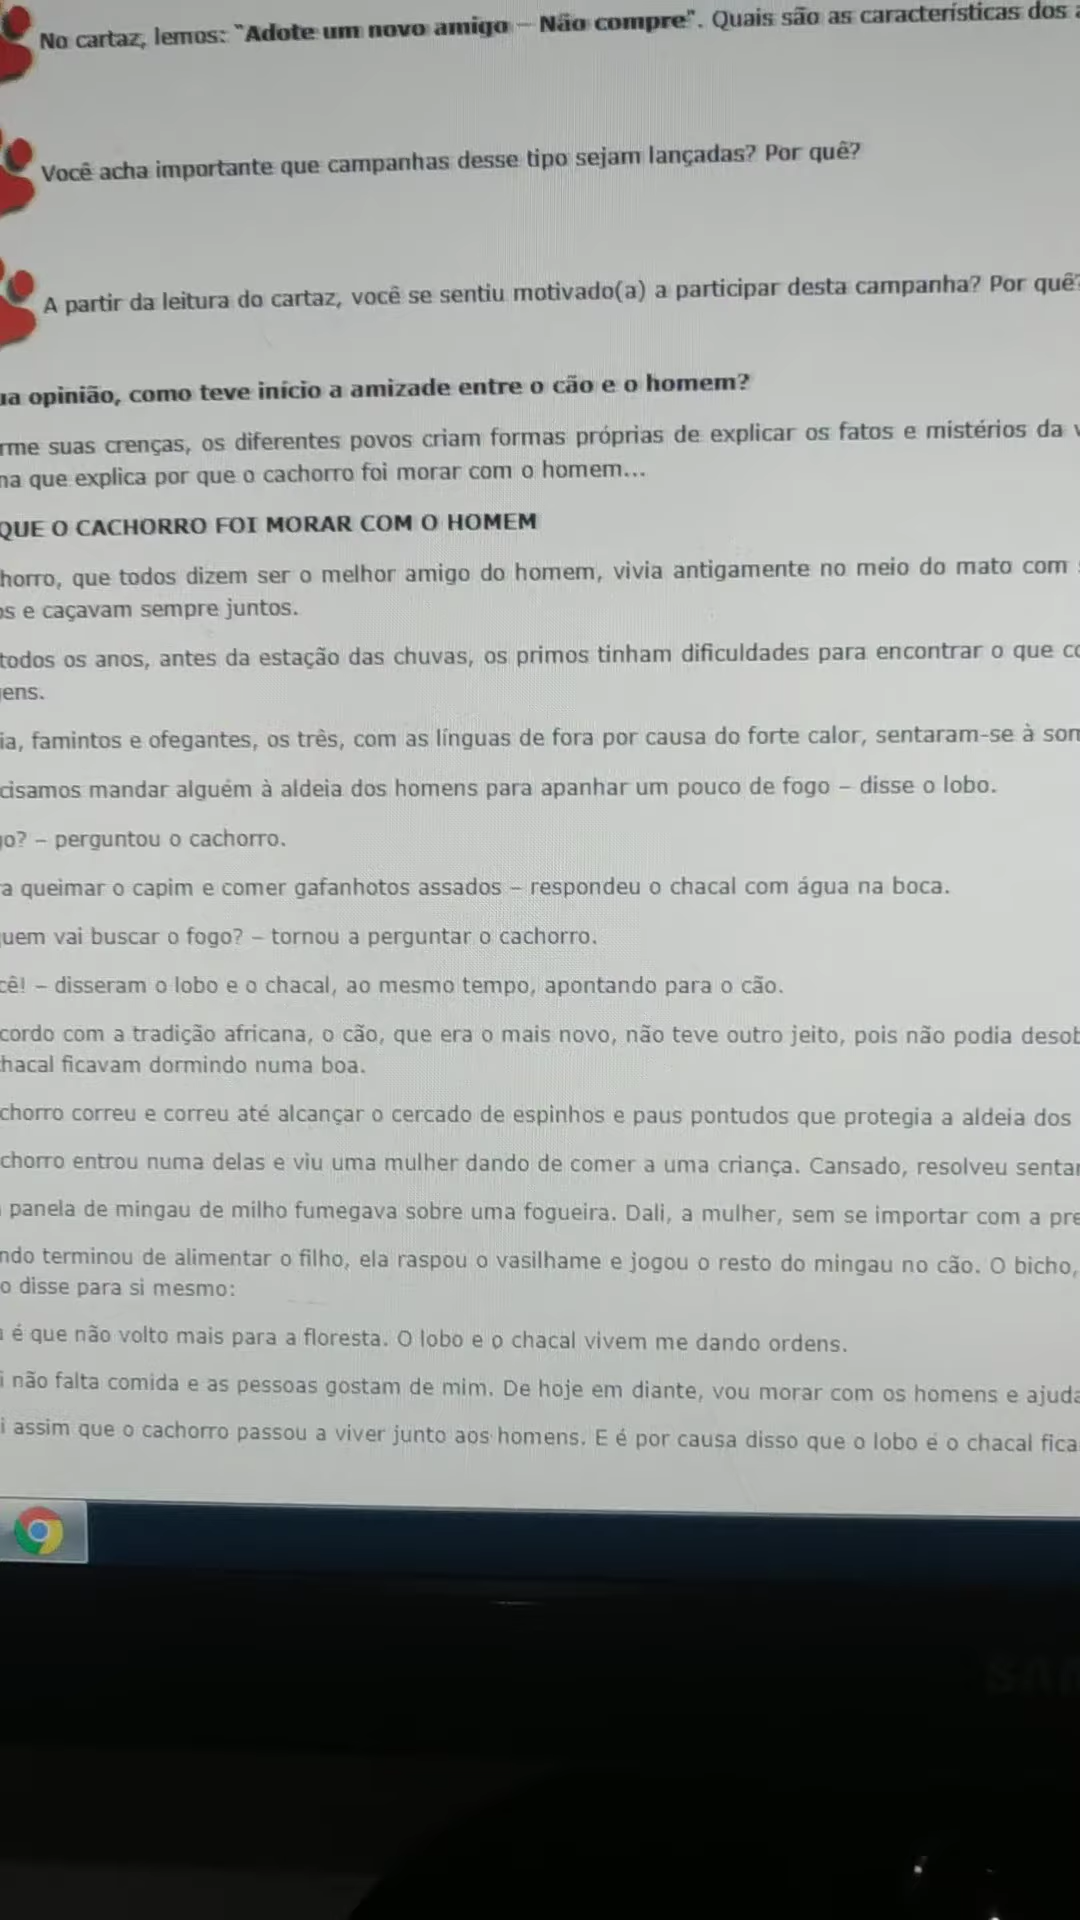 No cartaz, lemos: "Adote um novo amigo – Não compre". Quais são as características dos
Você acha importante que campanhas desse tipo sejam lançadas? Por quê?
A partir da leitura do cartaz, você se sentiu motivado(a) a participar desta campanha? Por quê?
ua opinião, como teve início a amizade entre o cão e o homem?
rme suas crenças, os diferentes povos criam formas próprias de explicar os fatos e mistérios da v
na que explica por que o cachorro foi morar com o homem...
QUE O CACHORRO FOI MORAR COM O HOMEM
horro, que todos dizem ser o melhor amigo do homem, vivia antigamente no meio do mato com
os e caçavam sempre juntos.
todos os anos, antes da estação das chuvas, os primos tinham dificuldades para encontrar o que co
gens.
ia, famintos e ofegantes, os três, com as línguas de fora por causa do forte calor, sentaram-se à som
cisamos mandar alguém à aldeia dos homens para apanhar um pouco de fogo – disse o lobo.
go? – perguntou o cachorro.
a queimar o capim e comer gafanhotos assados – respondeu o chacal com água na boca.
quem vai buscar o fogo? – tornou a perguntar o cachorro.
cê! – disseram o lobo e o chacal, ao mesmo tempo, apontando para o cão.
cordo com a tradição africana, o cão, que era o mais novo, não teve outro jeito, pois não podia desob
hacal ficavam dormindo numa boa.
chorro correu e correu até alcançar o cercado de espinhos e paus pontudos que protegia a aldeia dos
chorro entrou numa delas e viu uma mulher dando de comer a uma criança. Cansado, resolveu sentar
panela de mingau de milho fumegava sobre uma fogueira. Dali, a mulher, sem se importar com a pre
ndo terminou de alimentar o filho, ela raspou o vasilhame e jogou o resto do mingau no cão. O bicho,
o disse para si mesmo:
é que não volto mais para a floresta. O lobo e o chacal vivem me dando ordens.
i não falta comida e as pessoas gostam de mim. De hoje em diante, vou morar com os homens e ajuda
i assim que o cachorro passou a viver junto aos homens. E é por causa disso que o lobo e o chacal fica